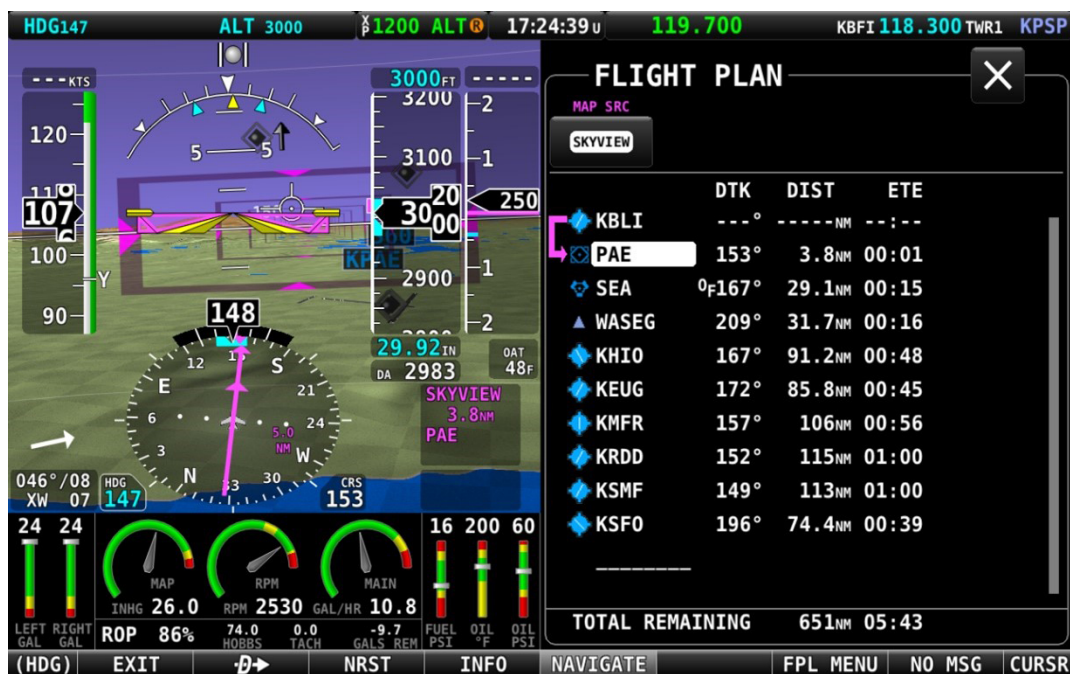 HDG147 ALT 3000 XP1200 ALT R 17:24:39 U 119.700 KBFI 118.300 TWR1 KPSP
---KTS
3000FT -----
120
110
107
100
90
Y
5 5
3200
3100
30 20 00
2900
2
1
250
1
2
KPAE
148
29.92IN
DA 2983
OAT
48F
SKYVIEW
3.8NM
PAE
12 15 S 21 24 W 30 33 N 3 6 E
5.0
NM
046°/08
XW 07
HDG
147
CRS
153
FLIGHT PLAN
X
MAP SRC
SKYVIEW
DTK DIST ETE
KBLI ---° -----NM --:--
PAE 153° 3.8NM 00:01
SEA OF167° 29.1NM 00:15
WASEG 209° 31.7NM 00:16
KHIO 167° 91.2NM 00:48
KEUG 172° 85.8NM 00:45
KMFR 157° 106NM 00:56
KRDD 152° 115NM 01:00
KSMF 149° 113NM 01:00
KSFO 196° 74.4NM 00:39
________
TOTAL REMAINING 651NM 05:43
24 24
LEFT GAL RIGHT GAL
MAP
INHG 26.0
RPM
RPM 2530
MAIN
GAL/HR 10.8
ROP 86%
74.0 HOBBS
0.0 TACH
-9.7 GALS REM
16 200 60
FUEL PSI OIL °F OIL PSI
(HDG) EXIT D NRST INFO NAVIGATE FPL MENU NO MSG CURSR